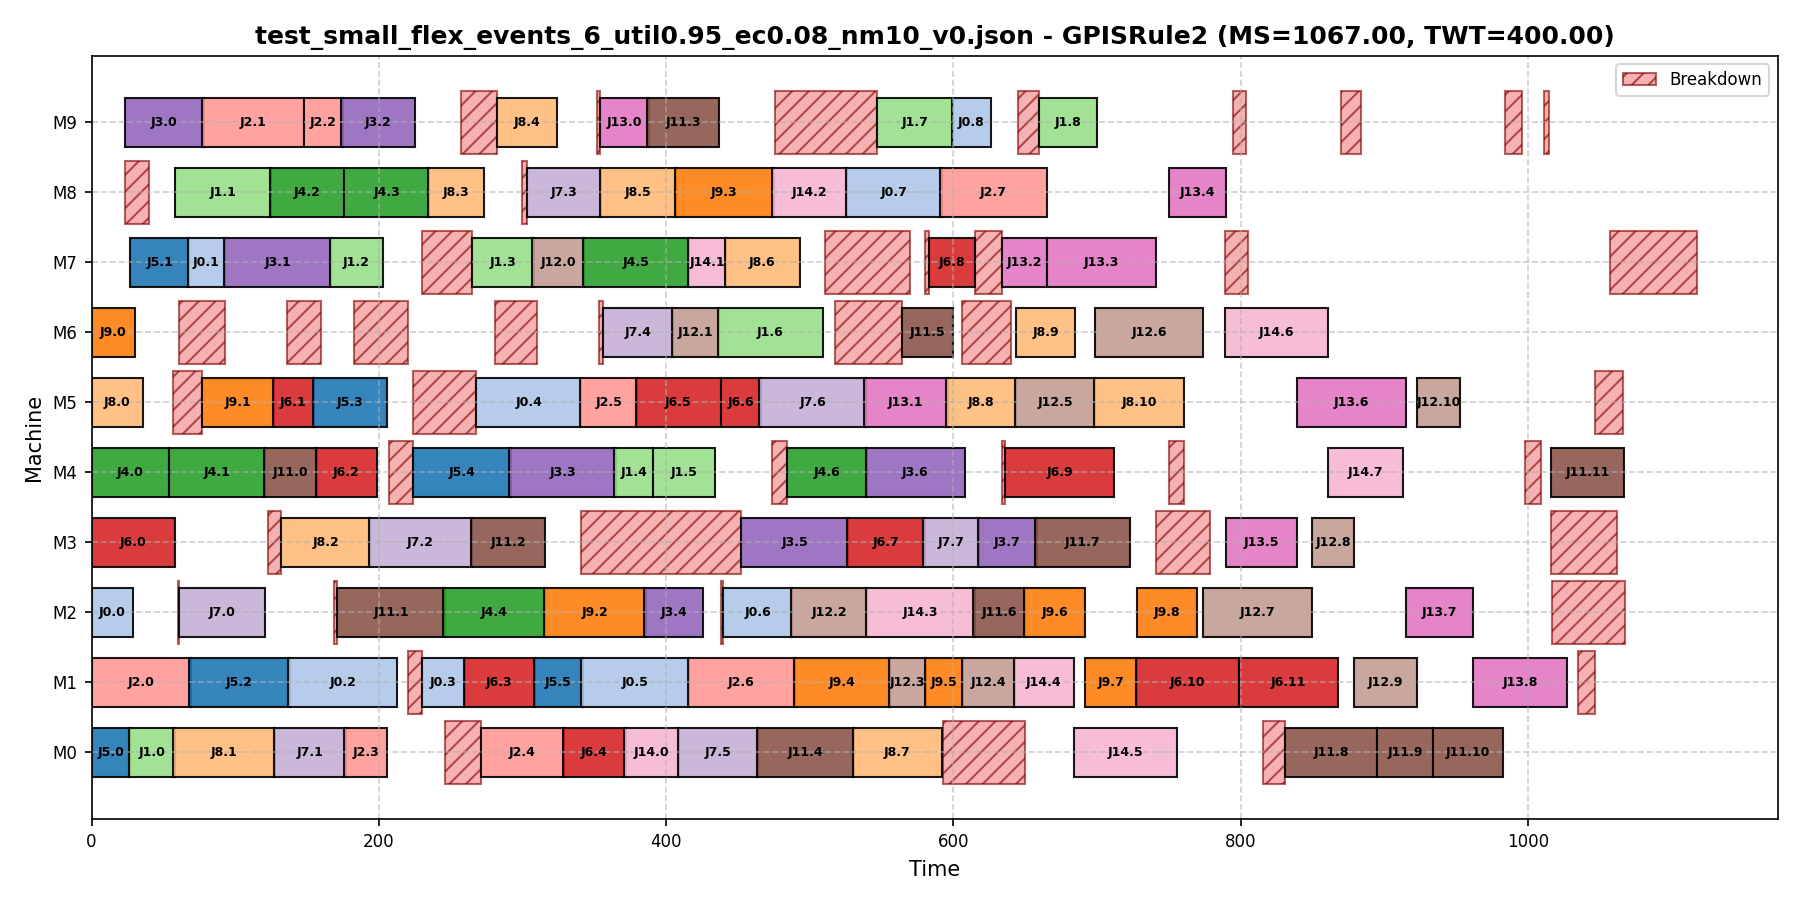 test_small_flex_events_6_util0.95_ec0.08_nm10_v0.json - GPISRule2 (MS=1067.00, TWT=400.00)
Breakdown
M9 J3.0 J2.1 J2.2 J3.2 J8.4 J13.0 J11.3 J1.7 J0.8 J1.8
M8 J1.1 J4.2 J4.3 J8.3 J7.3 J8.5 J9.3 J14.2 J0.7 J2.7 J13.4
M7 J5.1 J0.1 J3.1 J1.2 J1.3 J12.0 J4.5 J14.1 J8.6 J6.8 J13.2 J13.3
M6 J9.0 J7.4 J12.1 J1.6 J11.5 J8.9 J12.6 J14.6
M5 J8.0 J9.1 J6.1 J5.3 J0.4 J2.5 J6.5 J6.6 J7.6 J13.1 J8.8 J12.5 J8.10 J13.6 J12.10
M4 J4.0 J4.1 J11.0 J6.2 J5.4 J3.3 J1.4 J1.5 J4.6 J3.6 J6.9 J14.7 J11.11
M3 J6.0 J8.2 J7.2 J11.2 J3.5 J6.7 J7.7 J3.7 J11.7 J13.5 J12.8
M2 J0.0 J7.0 J11.1 J4.4 J9.2 J3.4 J0.6 J12.2 J14.3 J11.6 J9.6 J9.8 J12.7 J13.7
M1 J2.0 J5.2 J0.2 J0.3 J6.3 J5.5 J0.5 J2.6 J9.4 J12.3 J9.5 J12.4 J14.4 J9.7 J6.10 J6.11 J12.9 J13.8
M0 J5.0 J1.0 J8.1 J7.1 J2.3 J2.4 J6.4 J14.0 J7.5 J11.4 J8.7 J14.5 J11.8 J11.9 J11.10
Machine
0 200 400 600 800 1000
Time